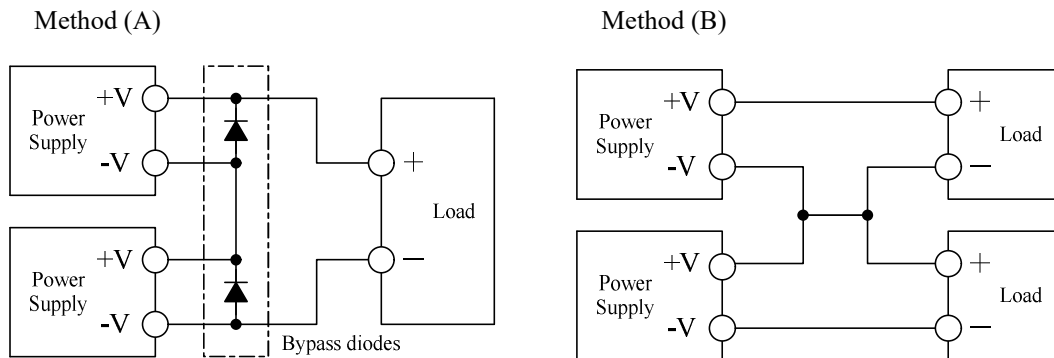 Method (A)
Power
Supply
+V
-V
Power
Supply
+V
-V
Bypass diodes
+
−
Load
Method (B)
Power
Supply
+V
-V
Power
Supply
+V
-V
+
−
Load
+
−
Load